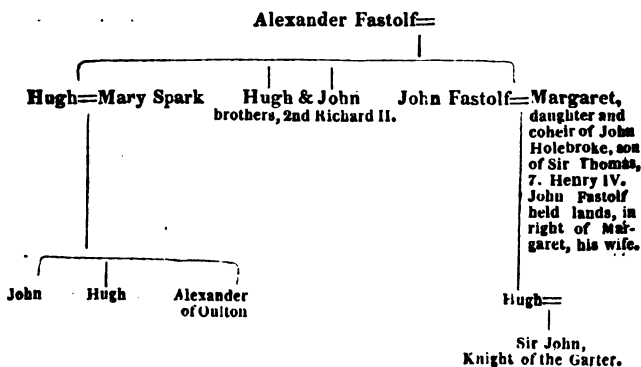 Alexander Fastolf=
Hugh=Mary Spark Hugh & John John Fastolf=Margaret,
brothers, 2nd Richard II.
daughter and
coheir of John
Holebroke, son
of Sir Thomas,
7. Henry IV.
John Fastolf
held lands, in
right of Mar-
garet, his wife.
John Hugh Alexander
of Oulton
Hugh=
Sir John,
Knight of the Garter.